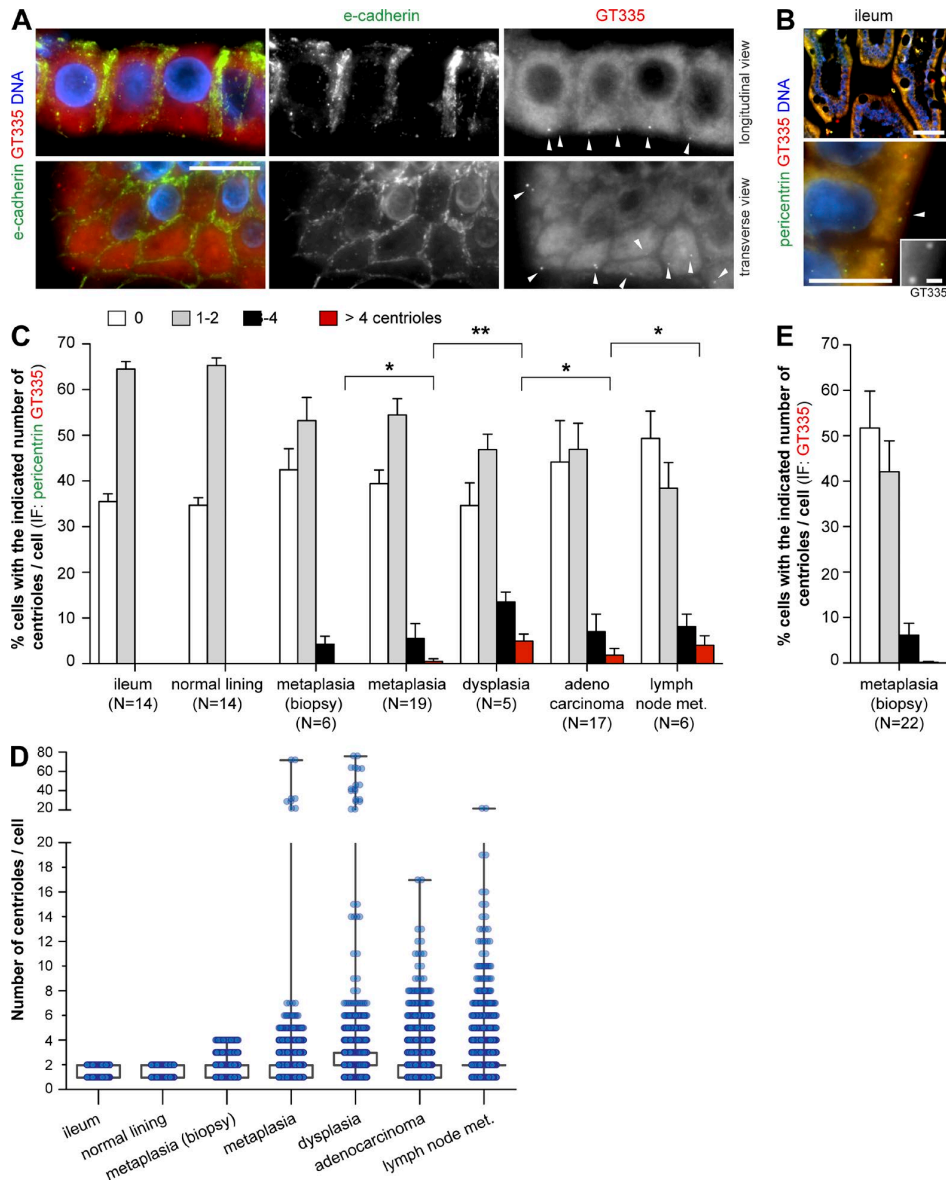 A
e-cadherin
GT335
e-cadherin GT335 DNA
longitudinal view
transverse view
B
ileum
pericentrin GT335 DNA
GT335
C
0
1-2
-4
> 4 centrioles
% cells with the indicated number of
centrioles / cell (IF: pericentrin GT335)
70
60
50
40
30
20
10
0
*
**
*
*
ileum
(N=14)
normal lining
(N=14)
metaplasia
(biopsy)
(N=6)
metaplasia
(N=19)
dysplasia
(N=5)
adeno
carcinoma
(N=17)
lymph
node met.
(N=6)
E
% cells with the indicated number of
centrioles / cell (IF: GT335)
70
60
50
40
30
20
10
0
metaplasia
(biopsy)
(N=22)
D
Number of centrioles / cell
80
60
40
20
20
18
16
14
12
10
8
6
4
2
0
ileum
normal lining
metaplasia (biopsy)
metaplasia
dysplasia
adenocarcinoma
lymph node met.